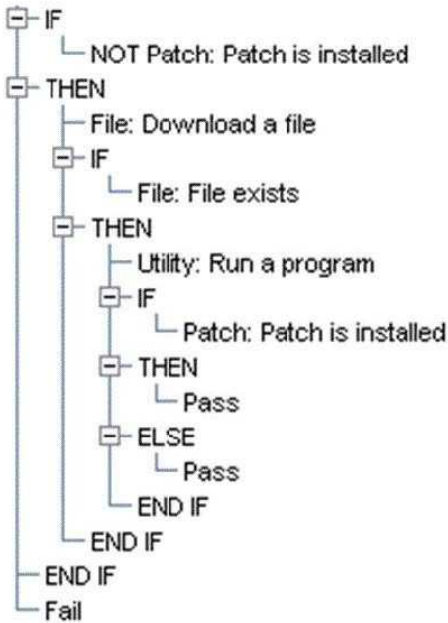 IF
NOT Patch: Patch is installed
THEN
File: Download a file
IF
File: File exists
THEN
Utility: Run a program
IF
Patch: Patch is installed
THEN
Pass
ELSE
Pass
END IF
END IF
END IF
Fail